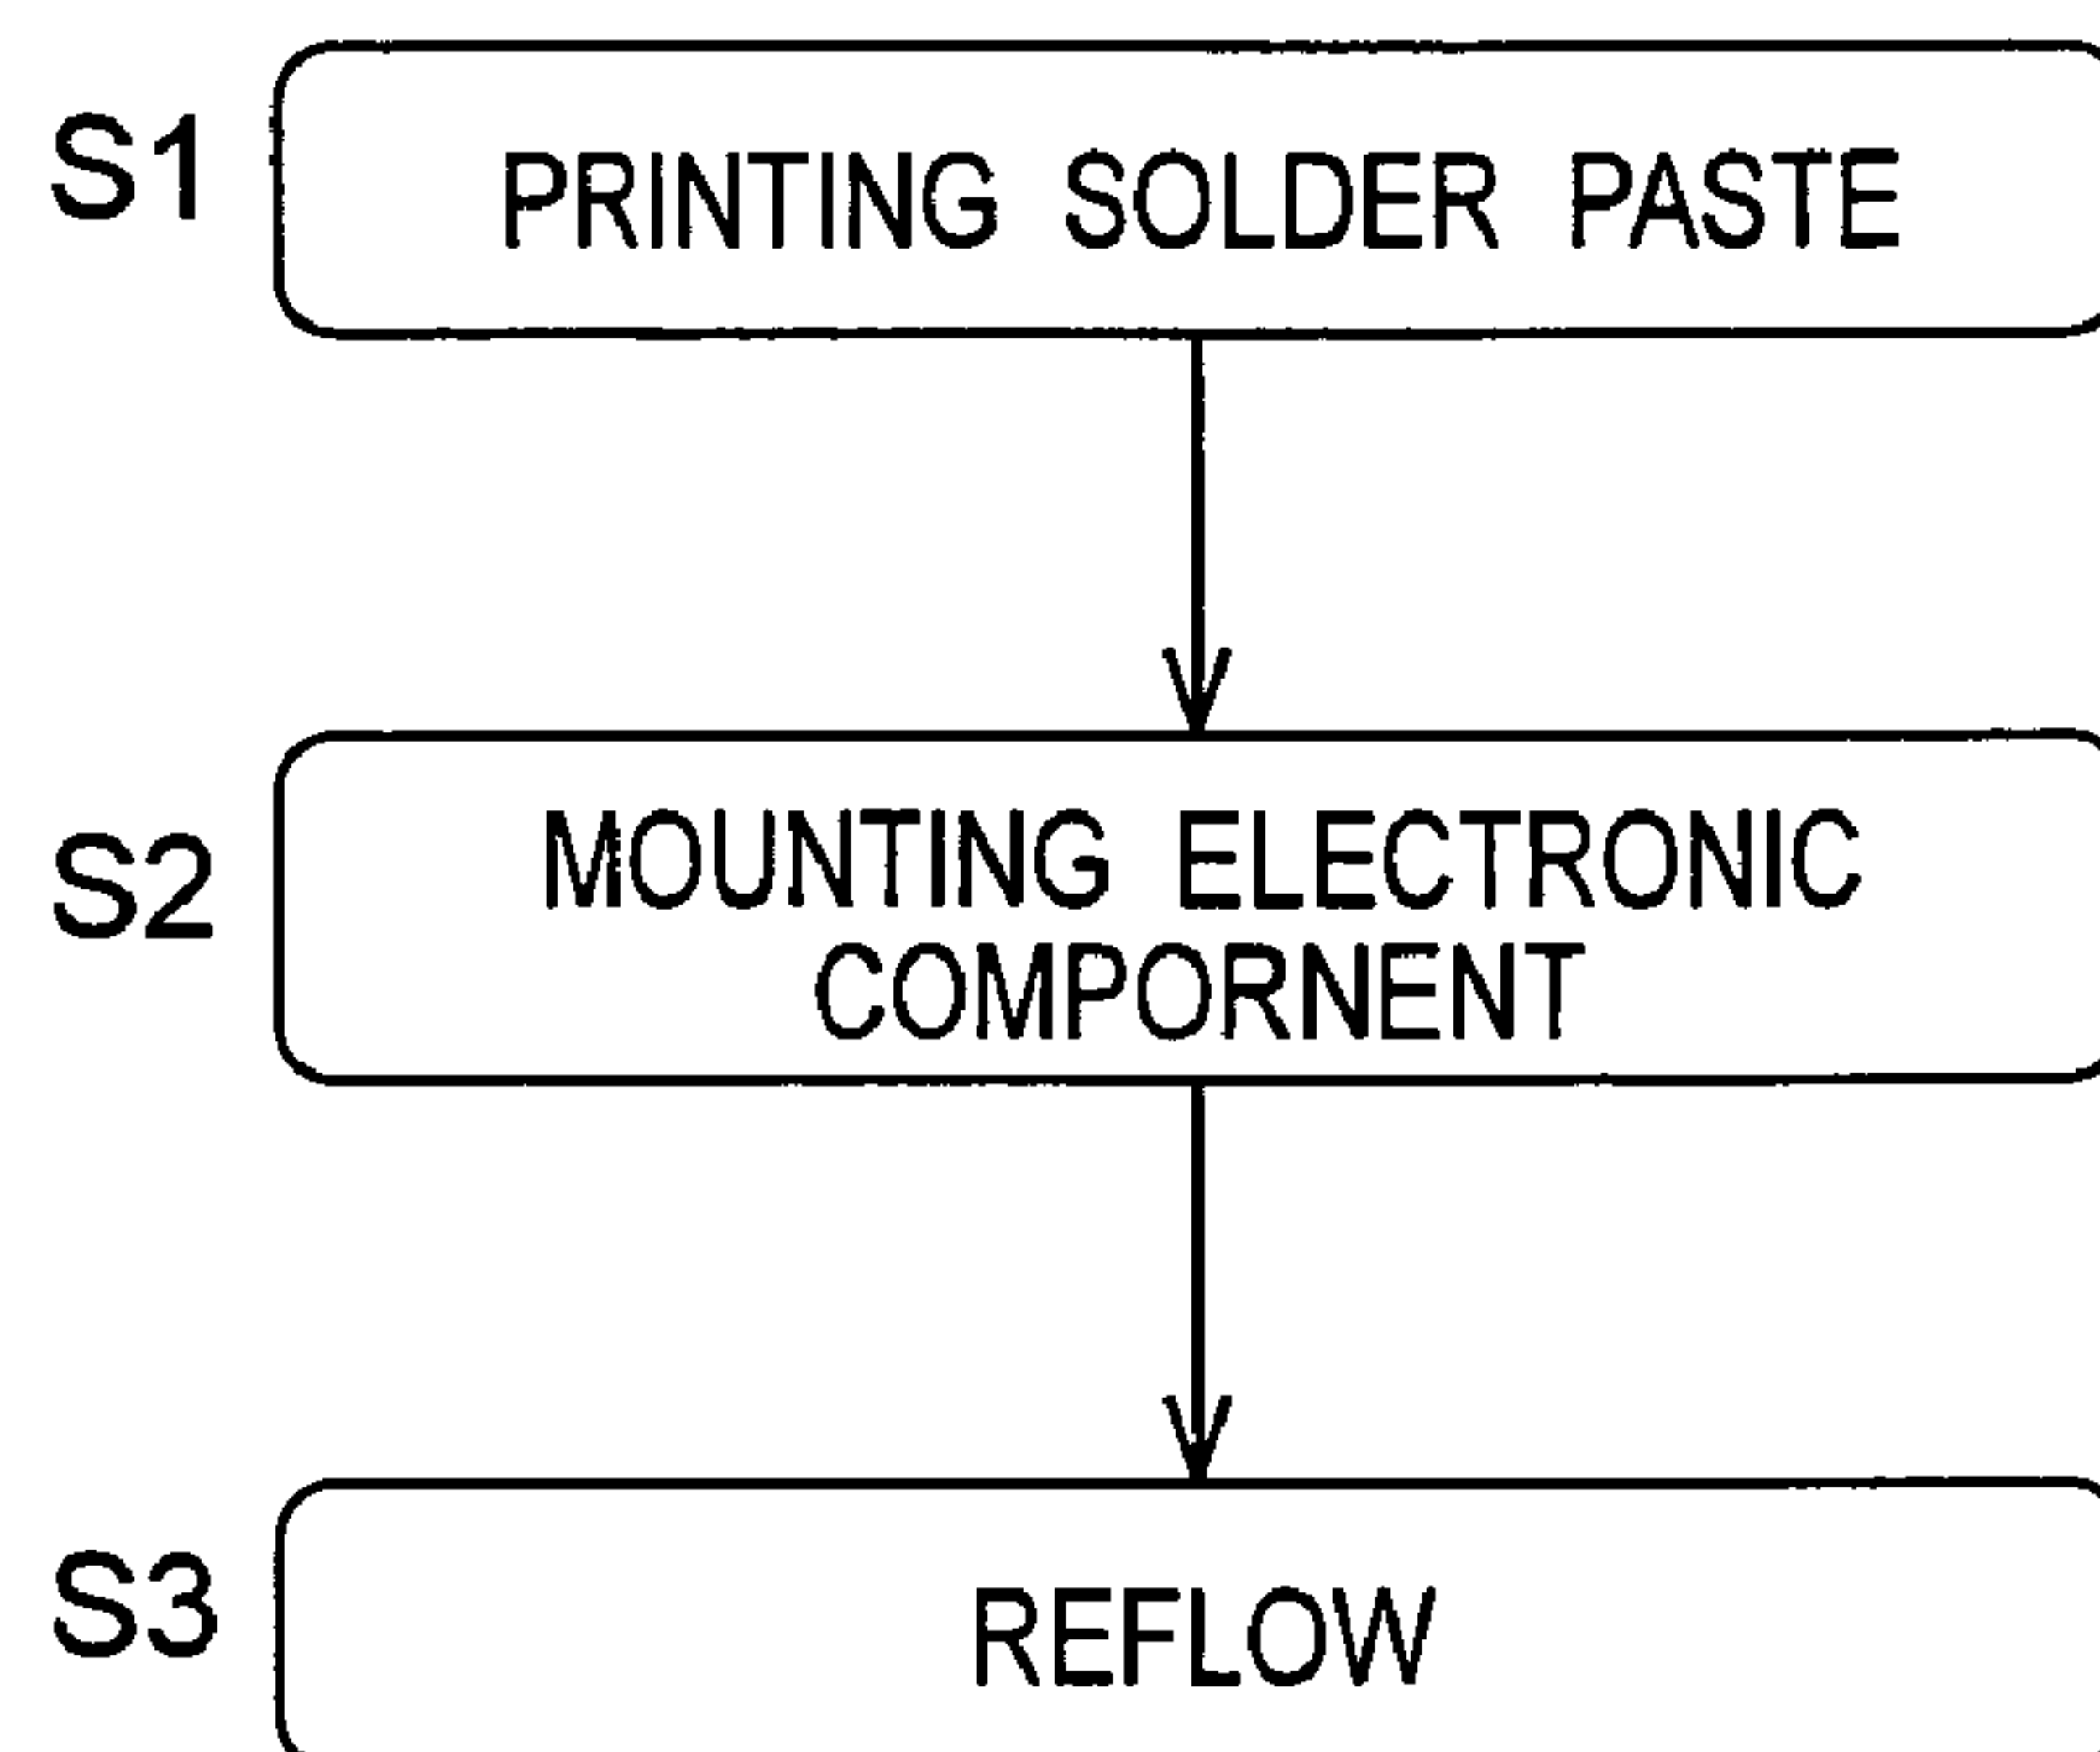 S1
PRINTING SOLDER PASTE
S2
MOUNTING ELECTRONIC
COMPORNENT
S3
REFLOW